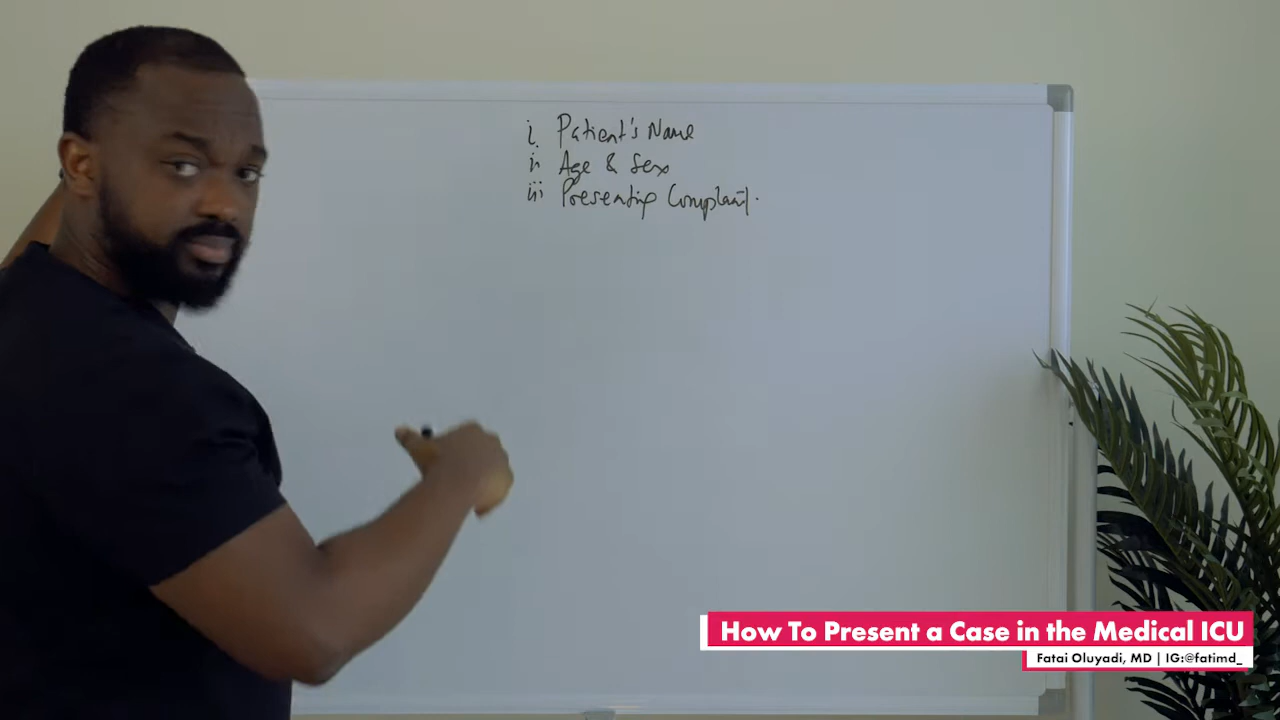 i. Patient's Name
ii Age & Sex
iii Presenting Complaint.
How To Present a Case in the Medical ICU
Fatai Oluyadi, MD | IG:@fatimd_